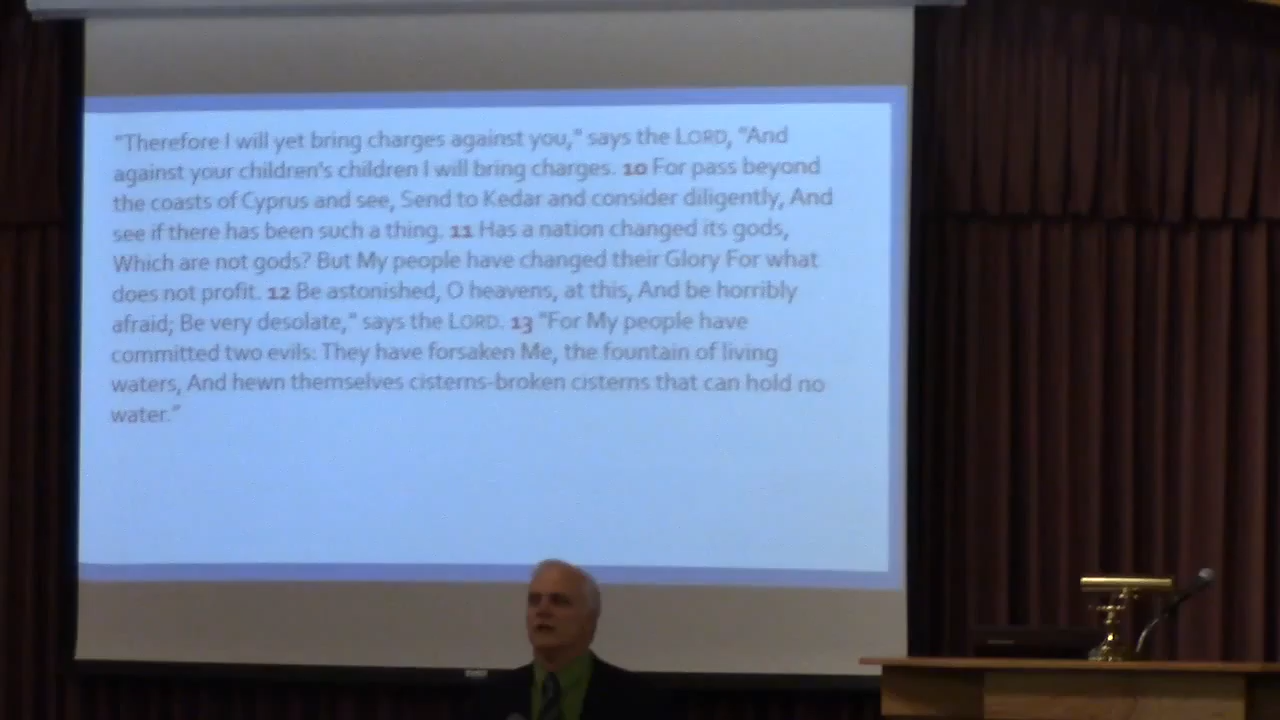 "Therefore I will yet bring charges against you," says the LORD, "And
against your children's children I will bring charges. 10 For pass beyond
the coasts of Cyprus and see, Send to Kedar and consider diligently, And
see if there has been such a thing. 11 Has a nation changed its gods,
Which are not gods? But My people have changed their Glory For what
does not profit. 12 Be astonished, O heavens, at this, And be horribly
afraid; Be very desolate," says the LORD. 13 "For My people have
committed two evils: They have forsaken Me, the fountain of living
waters, And hewn themselves cisterns-broken cisterns that can hold no
water."